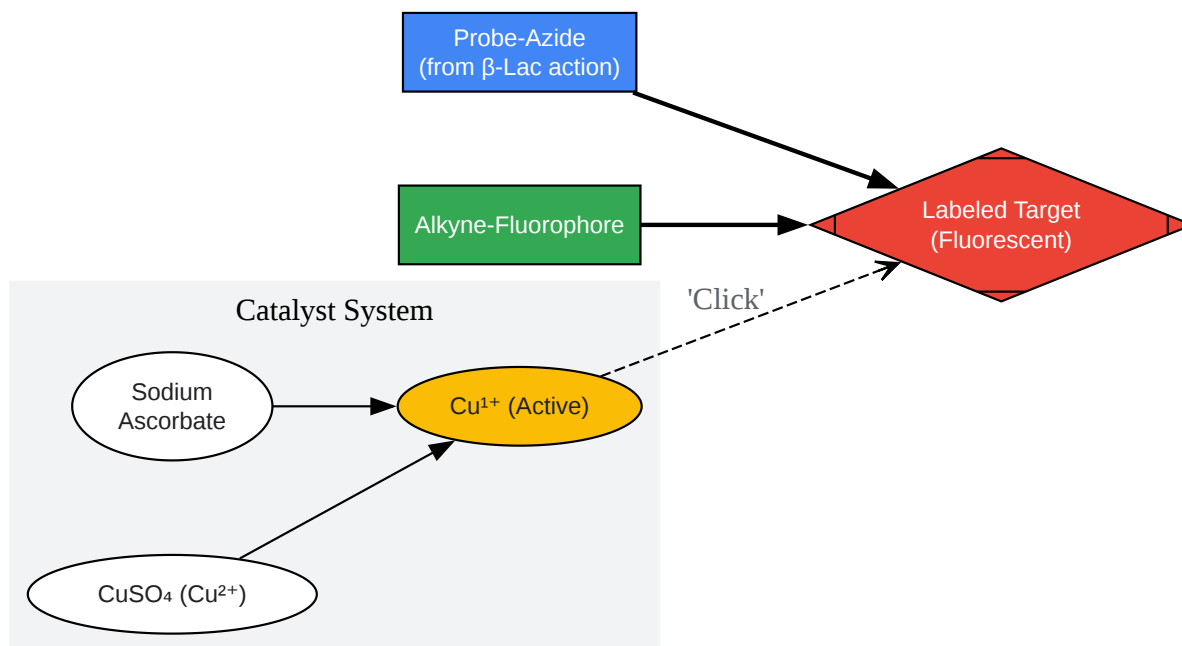 Probe-Azide
(from β-Lac action)
Alkyne-Fluorophore
Labeled Target
(Fluorescent)
'Click'
Catalyst System
Sodium
Ascorbate
Cu¹⁺ (Active)
CuSO₄ (Cu²⁺)